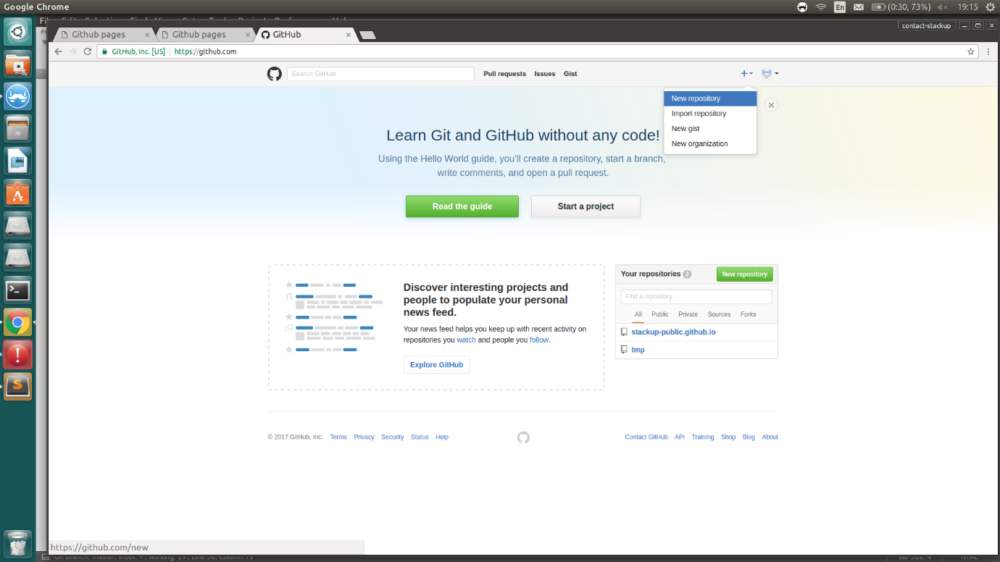 Google Chrome
En
(0:30, 73%)
19:15
contact-stackup
Github pages
Github pages
GitHub
GitHub, Inc. [US]
https://github.com
Search GitHub
Pull requests
Issues
Gist
New repository
Import repository
New gist
New organization
Learn Git and GitHub without any code!
Using the Hello World guide, you’ll create a repository, start a branch,
write comments, and open a pull request.
Read the guide
Start a project
Discover interesting projects and
people to populate your personal
news feed.
Your news feed helps you keep up with recent activity on
repositories you watch and people you follow.
Explore GitHub
Your repositories 2
New repository
Find a repository…
All
Public
Private
Sources
Forks
stackup-public.github.io
tmp
© 2017 GitHub, Inc.
Terms
Privacy
Security
Status
Help
Contact GitHub
API
Training
Shop
Blog
About
https://github.com/new